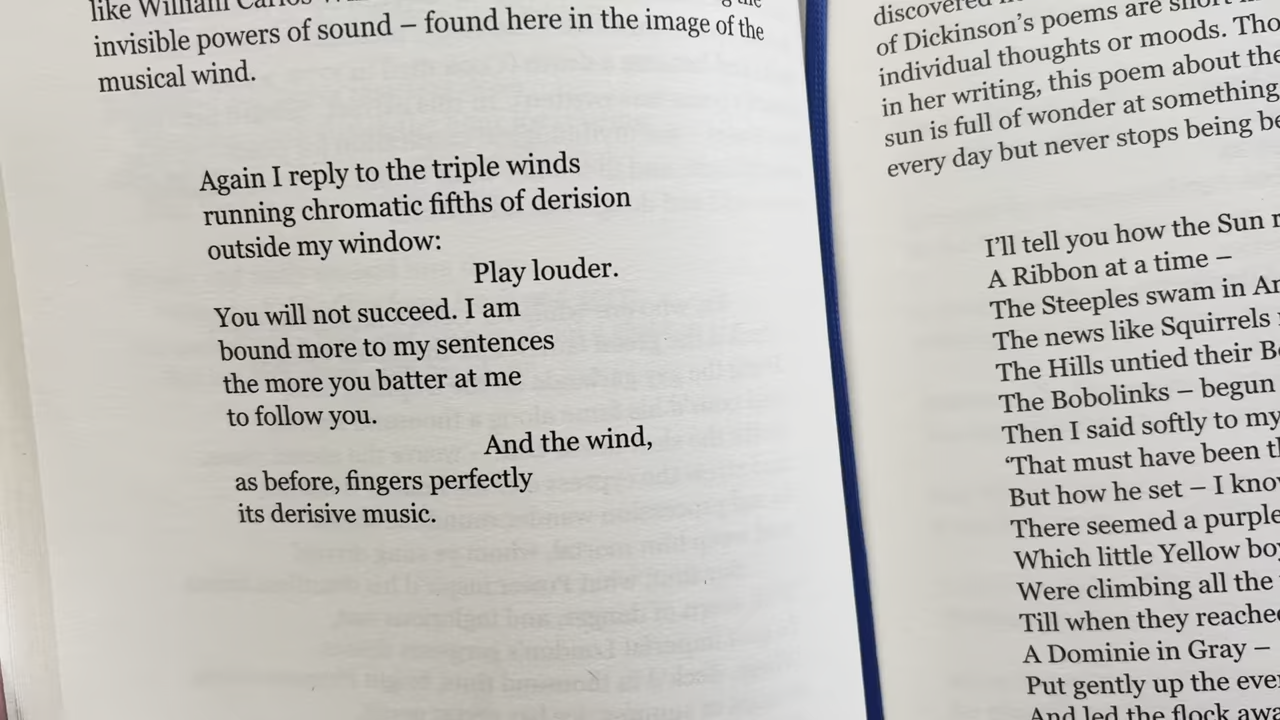 like William Carlos
the
invisible powers of sound – found here in the image of the
musical wind.
Again I reply to the triple winds
running chromatic fifths of derision
outside my window:
Play louder.
You will not succeed. I am
bound more to my sentences
the more you batter at me
to follow you.
And the wind,
as before, fingers perfectly
its derisive music.
discovered
of Dickinson’s poems are short
individual thoughts or moods. Tho
in her writing, this poem about the
sun is full of wonder at something
every day but never stops being be
I’ll tell you how the Sun r
A Ribbon at a time –
The Steeples swam in Am
The news like Squirrels
The Hills untied their Bo
The Bobolinks – begun
Then I said softly to my
‘That must have been th
But how he set – I know
There seemed a purple
Which little Yellow boy
Were climbing all the
Till when they reached
A Dominie in Gray –
Put gently up the eve
And led the flock awa